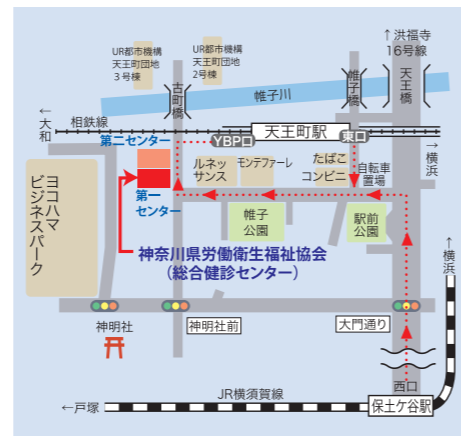 UR都市機構
天王町団地
３号棟
UR都市機構
天王町団地
2号棟
古町橋
帷子橋
天王橋
↑洪福寺
16号線
帷子川
←大和
相鉄線
天王町駅
YBP口
東口
→横浜
第二センター
第一
センター
ルネッ
サンス
モンテファーレ
たばこ
コンビニ
自転車
置場
ヨコハマ
ビジネスパーク
帷子
公園
駅前
公園
神奈川県労働衛生福祉協会
（総合健診センター）
↑横浜
神明社
神明社前
大門通り
西口
JR横須賀線
←戸塚
保土ケ谷駅